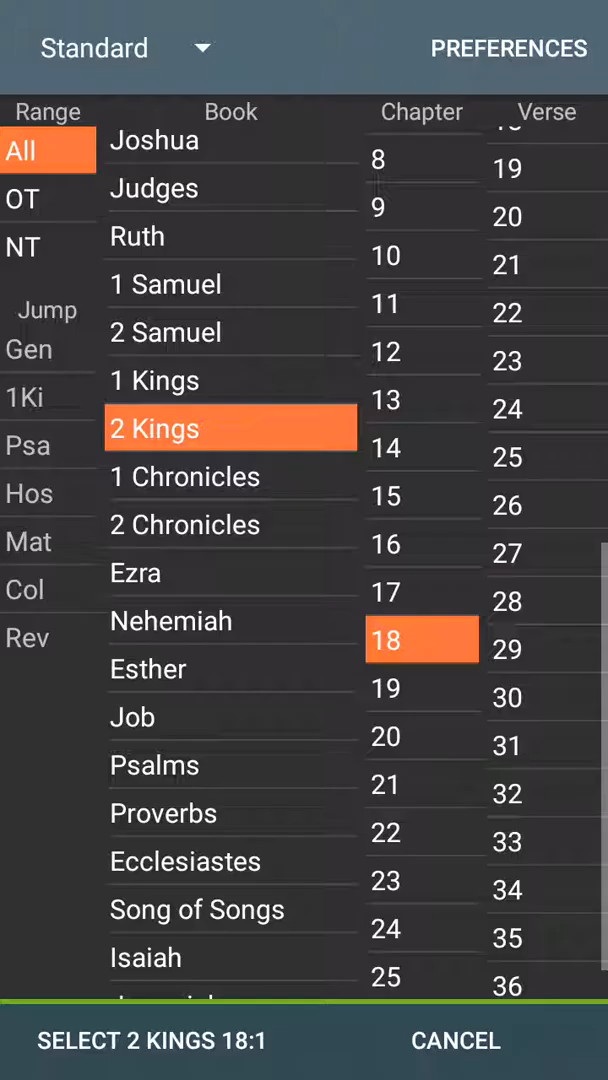 Standard
PREFERENCES
Range
Book
Chapter
Verse
All
OT
NT
Jump
Gen
1Ki
Psa
Hos
Mat
Col
Rev
Joshua
Judges
Ruth
1 Samuel
2 Samuel
1 Kings
2 Kings
1 Chronicles
2 Chronicles
Ezra
Nehemiah
Esther
Job
Psalms
Proverbs
Ecclesiastes
Song of Songs
Isaiah
8
9
10
11
12
13
14
15
16
17
18
19
20
21
22
23
24
25
19
20
21
22
23
24
25
26
27
28
29
30
31
32
33
34
35
36
SELECT 2 KINGS 18:1
CANCEL